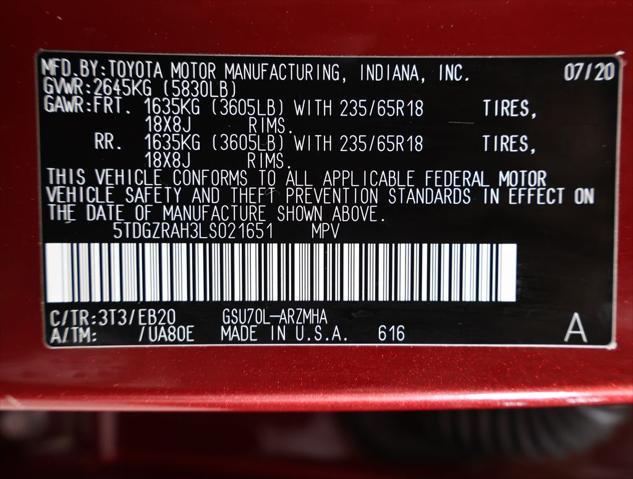 MFD.BY:TOYOTA MOTOR MANUFACTURING, INDIANA, INC. 07/20
GVWR:2645KG (5830LB)
GAWR:FRT. 1635KG (3605LB) WITH 235/65R18 TIRES,
18X8J RIMS.
RR. 1635KG (3605LB) WITH 235/65R18 TIRES,
18X8J RIMS.
THIS VEHICLE CONFORMS TO ALL APPLICABLE FEDERAL MOTOR
VEHICLE SAFETY AND THEFT PREVENTION STANDARDS IN EFFECT ON
THE DATE OF MANUFACTURE SHOWN ABOVE.
5TDGZRAH3LS021651 MPV
C/TR:3T3/EB20 GSU70L-ARZMHA
A/TM: /UA80E MADE IN U.S.A. 616 A